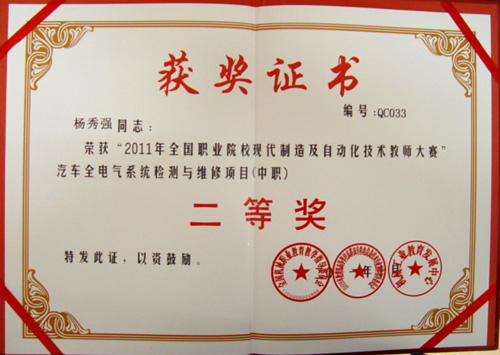 获奖证书
编号:QC033
杨秀强同志:
荣获“2011年全国职业院校现代制造及自动化技术教师大赛”
汽车全电气系统检测与维修项目(中职)
二等奖
特发此证,以资鼓励。